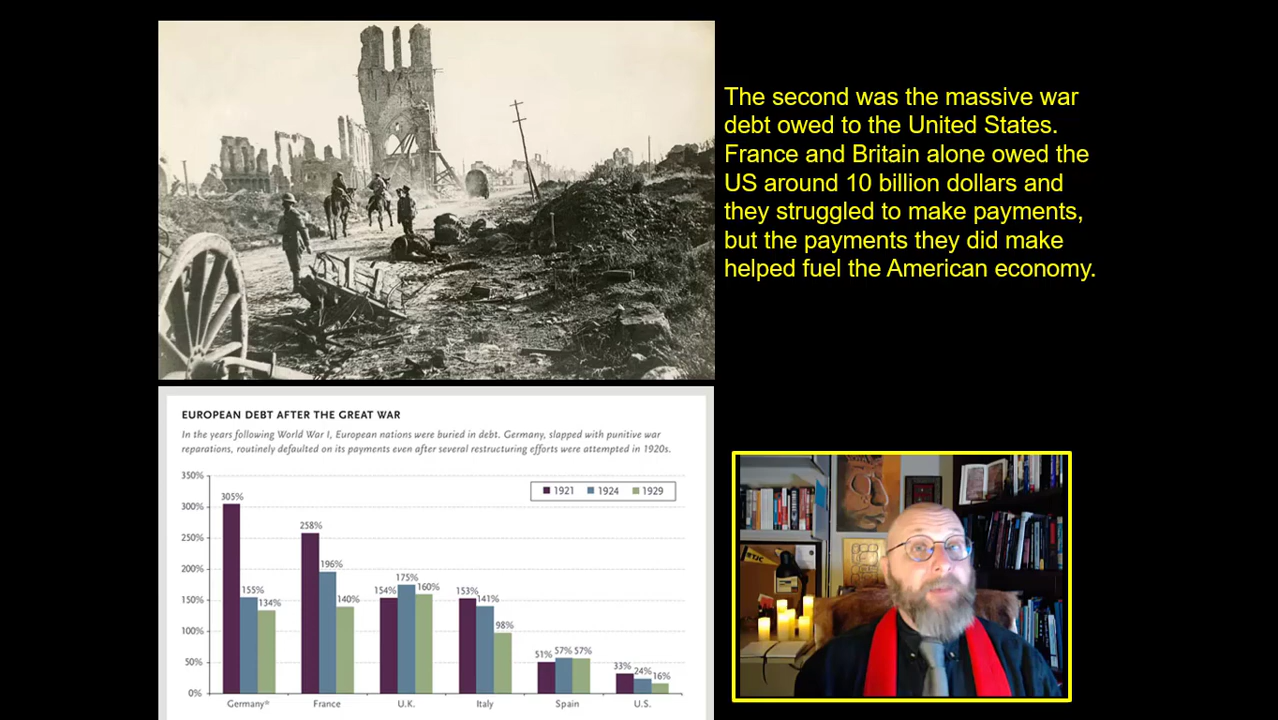 The second was the massive war
debt owed to the United States.
France and Britain alone owed the
US around 10 billion dollars and
they struggled to make payments,
but the payments they did make
helped fuel the American economy.
EUROPEAN DEBT AFTER THE GREAT WAR
In the years following World War I, European nations were buried in debt. Germany, slapped with punitive war
reparations, routinely defaulted on its payments even after several restructuring efforts were attempted in 1920s.
1921 1924 1929
350%
300%
250%
200%
150%
100%
50%
0%
305% 155% 134%
258% 196% 140%
154% 175% 160%
153% 141% 98%
51% 57% 57%
33% 24% 16%
Germany* France U.K. Italy Spain U.S.
TJC